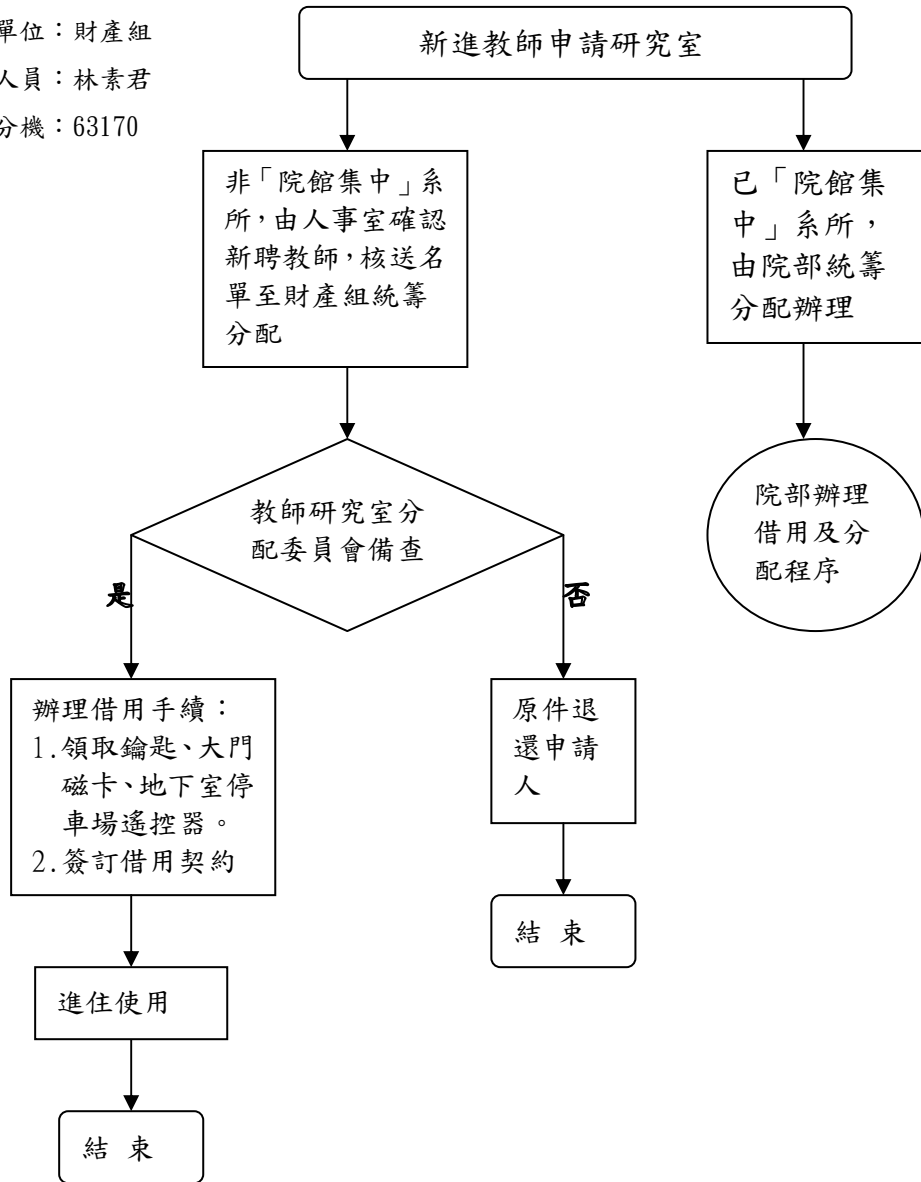 單位：財產組
人員：林素君
分機：63170
新進教師申請研究室
非「院館集中」系
所，由人事室確認
新聘教師，核送名
單至財產組統籌
分配
已「院館集
中」系所，
由院部統籌
分配辦理
教師研究室分
配委員會備查
院部辦理
借用及分
配程序
是
否
辦理借用手續：
1.領取鑰匙、大門
磁卡、地下室停
車場遙控器。
2.簽訂借用契約
原件退
還申請
人
結 束
進住使用
結 束